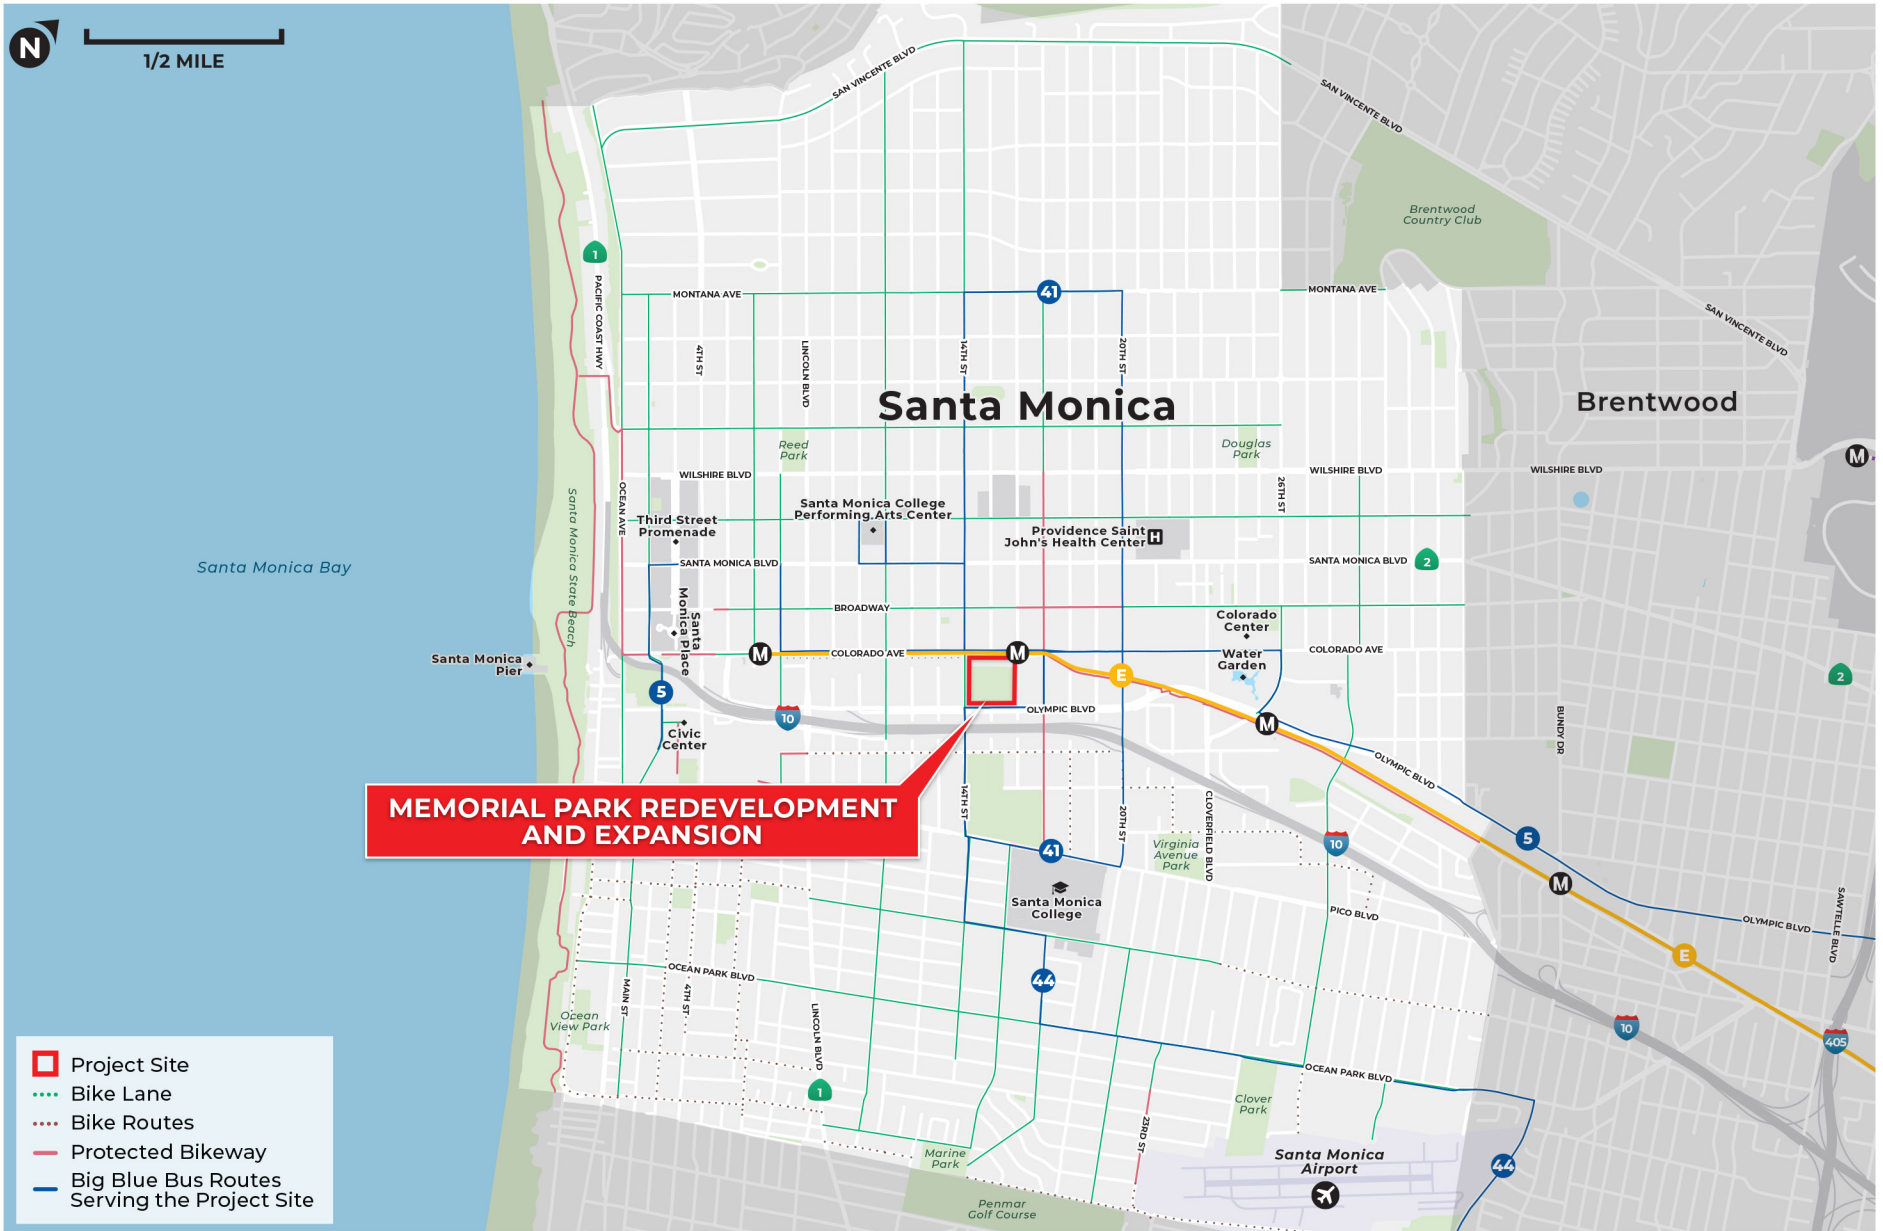 N
1/2 MILE
SAN VINCENTE BLVD
SAN VINCENTE BLVD
Brentwood
Country Club
1
PACIFIC COAST HWY
MONTANA AVE
41
MONTANA AVE
SAN VINCENTE BLVD
4TH ST
LINCOLN BLVD
14TH ST
20TH ST
Santa Monica
Brentwood
Reed
Park
Douglas
Park
M
WILSHIRE BLVD
WILSHIRE BLVD
WILSHIRE BLVD
OCEAN AVE
26TH ST
Santa Monica State Beach
Third Street
Promenade
Santa Monica College
Performing Arts Center
Providence Saint
John's Health Center
H
Santa Monica Bay
SANTA MONICA BLVD
SANTA MONICA BLVD
2
BROADWAY
Santa
Monica Place
Colorado
Center
Santa Monica
Pier
M
COLORADO AVE
M
COLORADO AVE
Water
Garden
E
2
5
10
OLYMPIC BLVD
M
BUNDY DR
Civic
Center
OLYMPIC BLVD
MEMORIAL PARK REDEVELOPMENT
AND EXPANSION
14TH ST
20TH ST
CLOVERFIELD BLVD
41
Virginia
Avenue
Park
10
5
M
Santa Monica
College
PICO BLVD
OLYMPIC BLVD
SAWTELLE BLVD
E
OCEAN PARK BLVD
44
MAIN ST
4TH ST
LINCOLN BLVD
Ocean
View Park
10
405
1
OCEAN PARK BLVD
Clover
Park
23RD ST
Marine
Park
Santa Monica
Airport
44
Penmar
Golf Course
Project Site
Bike Lane
Bike Routes
Protected Bikeway
Big Blue Bus Routes
Serving the Project Site